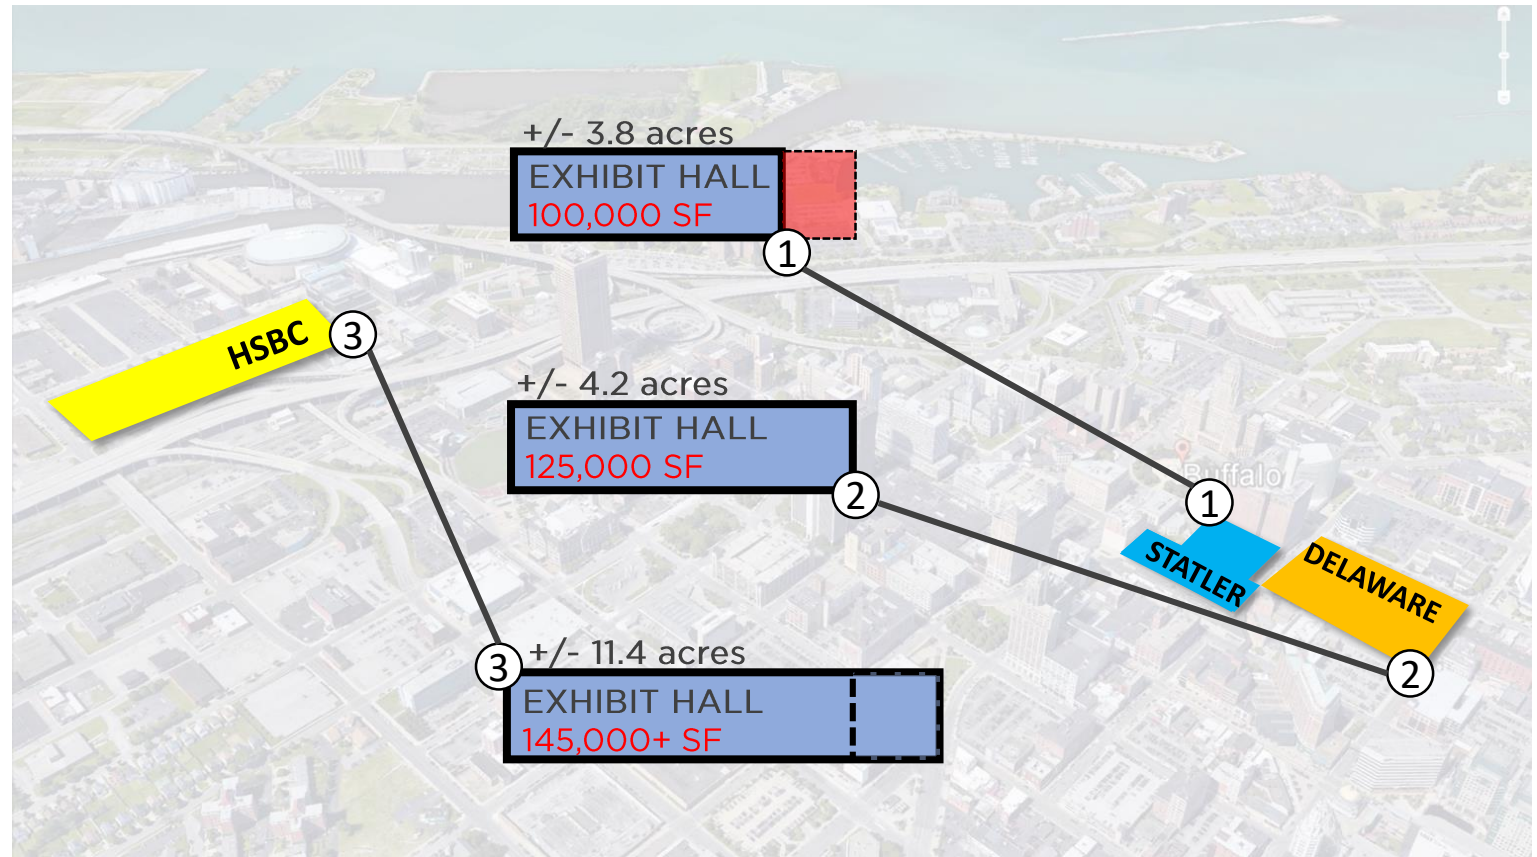 +/- 3.8 acres
EXHIBIT HALL
100,000 SF
1
HSBC
3
+/- 4.2 acres
EXHIBIT HALL
125,000 SF
2
Buffalo
1
STATLER
DELAWARE
2
3
+/- 11.4 acres
EXHIBIT HALL
145,000+ SF